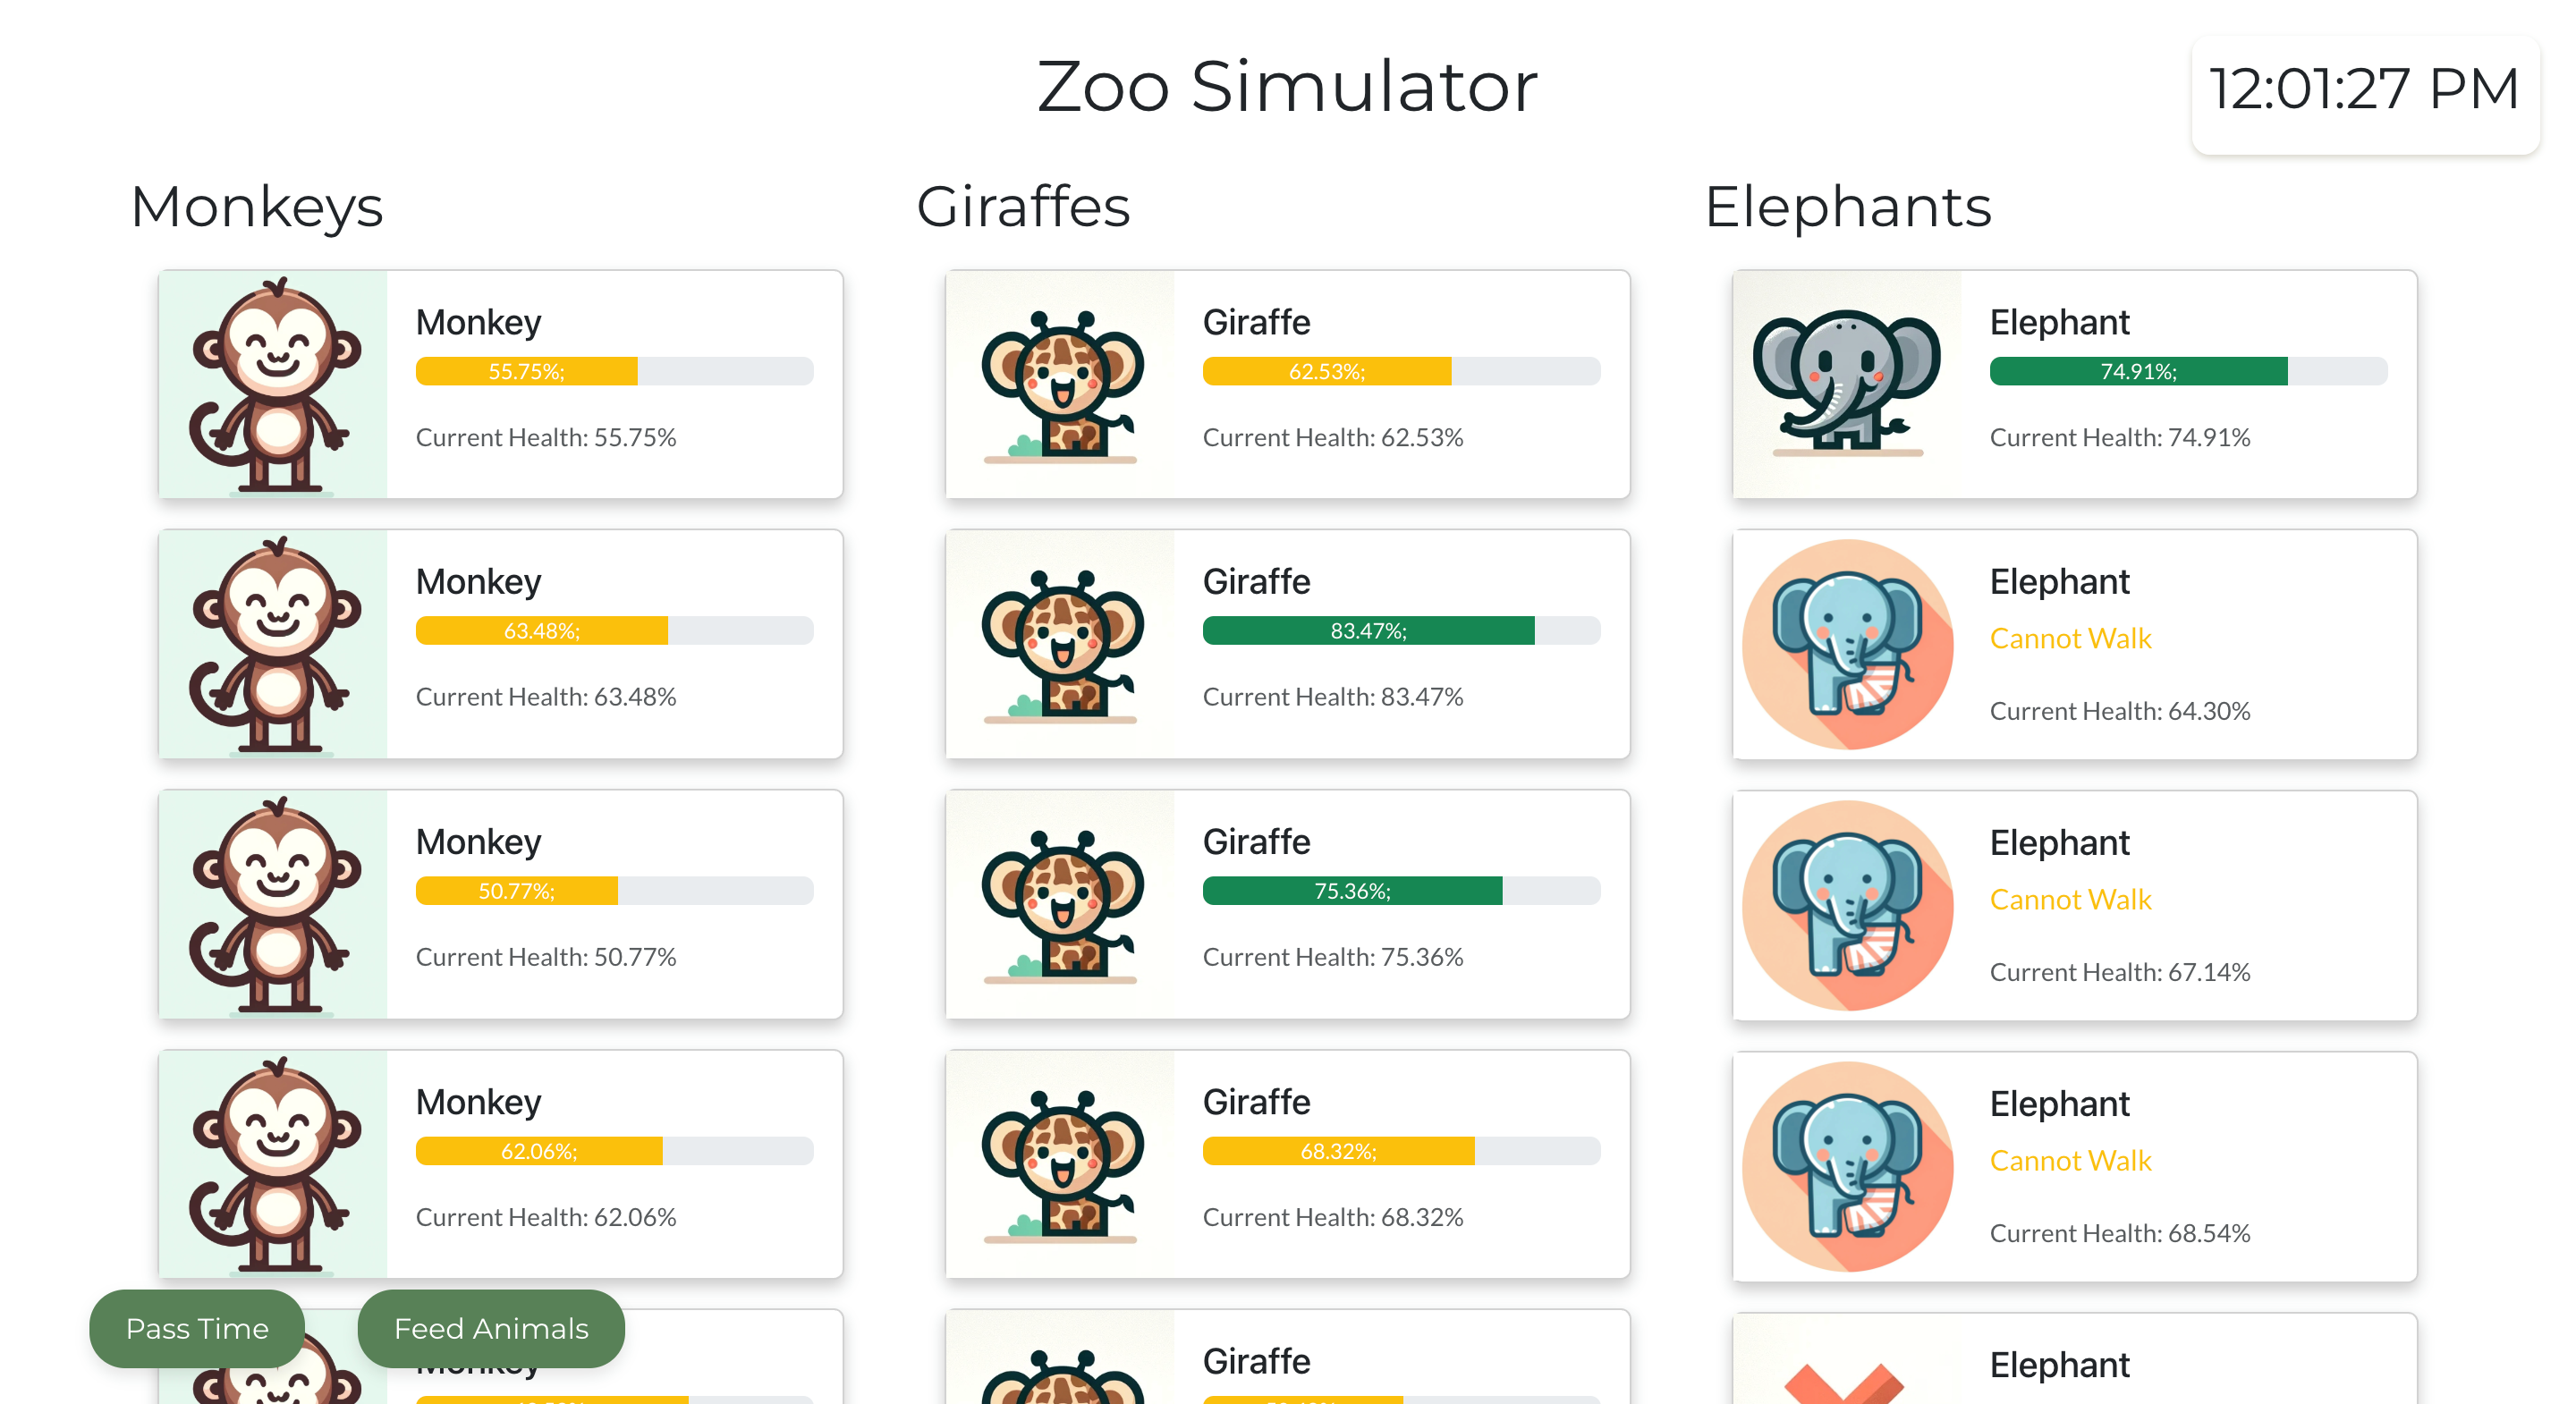 Zoo Simulator
12:01:27 PM
Monkeys
Monkey
55.75%;
Current Health: 55.75%
Monkey
63.48%;
Current Health: 63.48%
Monkey
50.77%;
Current Health: 50.77%
Monkey
62.06%;
Current Health: 62.06%
Monkey
Giraffes
Giraffe
62.53%;
Current Health: 62.53%
Giraffe
83.47%;
Current Health: 83.47%
Giraffe
75.36%;
Current Health: 75.36%
Giraffe
68.32%;
Current Health: 68.32%
Giraffe
Elephants
Elephant
74.91%;
Current Health: 74.91%
Elephant
Cannot Walk
Current Health: 64.30%
Elephant
Cannot Walk
Current Health: 67.14%
Elephant
Cannot Walk
Current Health: 68.54%
Elephant
Pass Time
Feed Animals